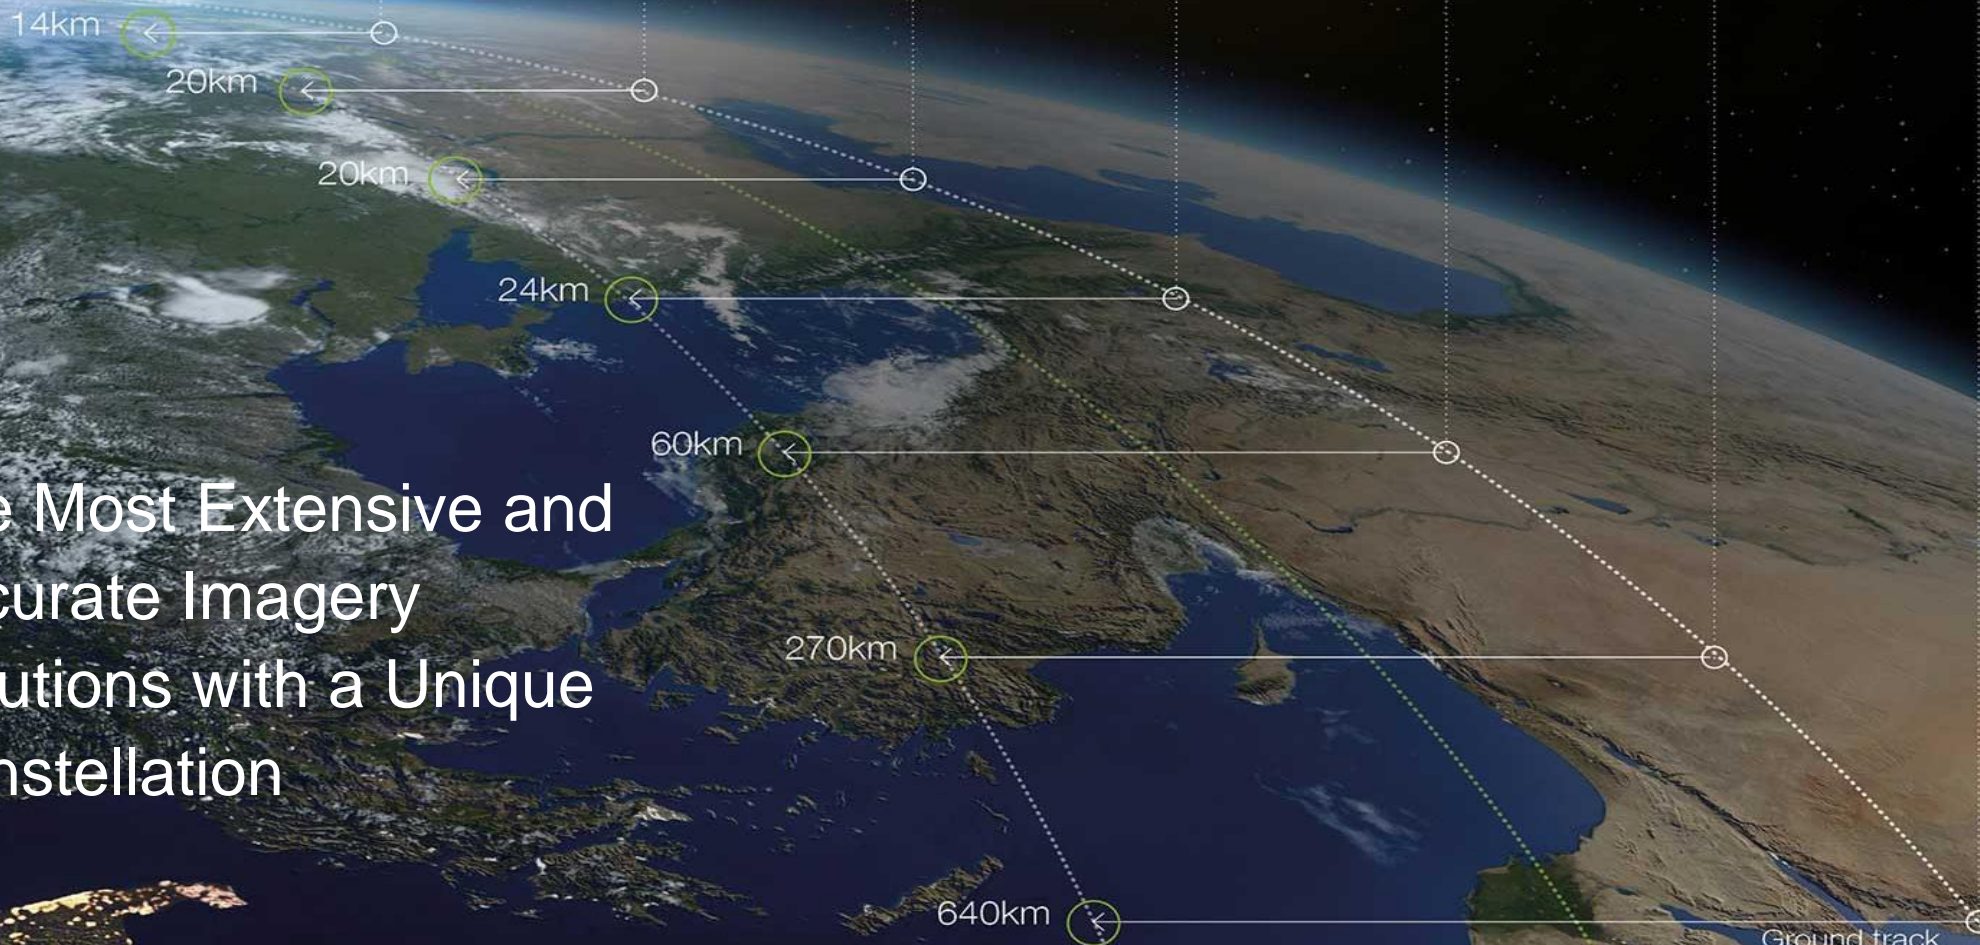 14km
20km
20km
24km
60km
e Most Extensive and
curate Imagery
utions with a Unique
nstellation
270km
640km
Ground track